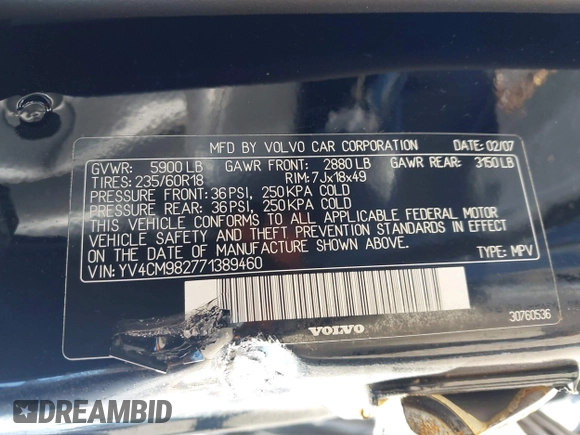 MFD BY VOLVO CAR CORPORATION DATE: 02/07
GVWR: 5900 LB GAWR FRONT: 2880 LB GAWR REAR: 3150 LB
TIRES: 235/60R18 RIM: 7Jx18x49
PRESSURE FRONT: 36 PSI, 250 KPA COLD
PRESSURE REAR: 36 PSI, 250 KPA COLD
THIS VEHICLE CONFORMS TO ALL APPLICABLE FEDERAL MOTOR
VEHICLE SAFETY AND THEFT PREVENTION STANDARDS IN EFFECT
ON THE DATE OF MANUFACTURE SHOWN ABOVE.
VIN: YV4CM982771389460 TYPE: MPV
VOLVO 30760536
DREAMBID